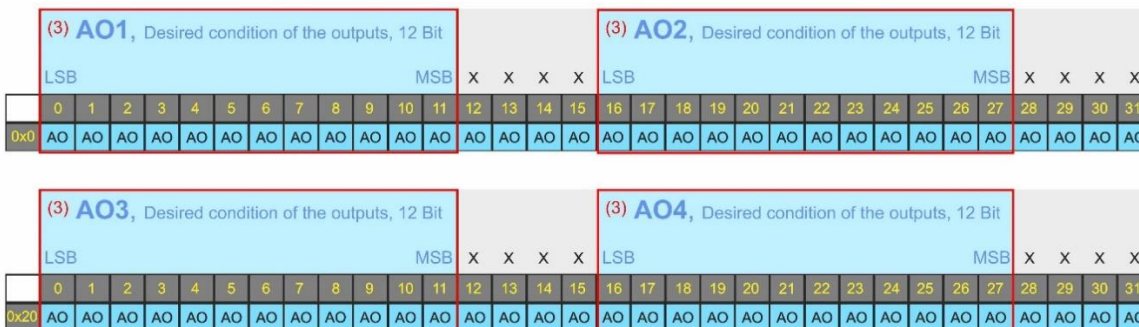 (3) AO1, Desired condition of the outputs, 12 Bit (3) AO2, Desired condition of the outputs, 12 Bit
LSB MSB X X X X LSB MSB X X X X
0 1 2 3 4 5 6 7 8 9 10 11 12 13 14 15 16 17 18 19 20 21 22 23 24 25 26 27 28 29 30 31
0x0 AO AO AO AO AO AO AO AO AO AO AO AO AO AO AO AO AO AO AO AO AO AO AO AO AO AO AO AO AO AO AO AO
(3) AO3, Desired condition of the outputs, 12 Bit (3) AO4, Desired condition of the outputs, 12 Bit
LSB MSB X X X X LSB MSB X X X X
0 1 2 3 4 5 6 7 8 9 10 11 12 13 14 15 16 17 18 19 20 21 22 23 24 25 26 27 28 29 30 31
0x20 AO AO AO AO AO AO AO AO AO AO AO AO AO AO AO AO AO AO AO AO AO AO AO AO AO AO AO AO AO AO AO AO